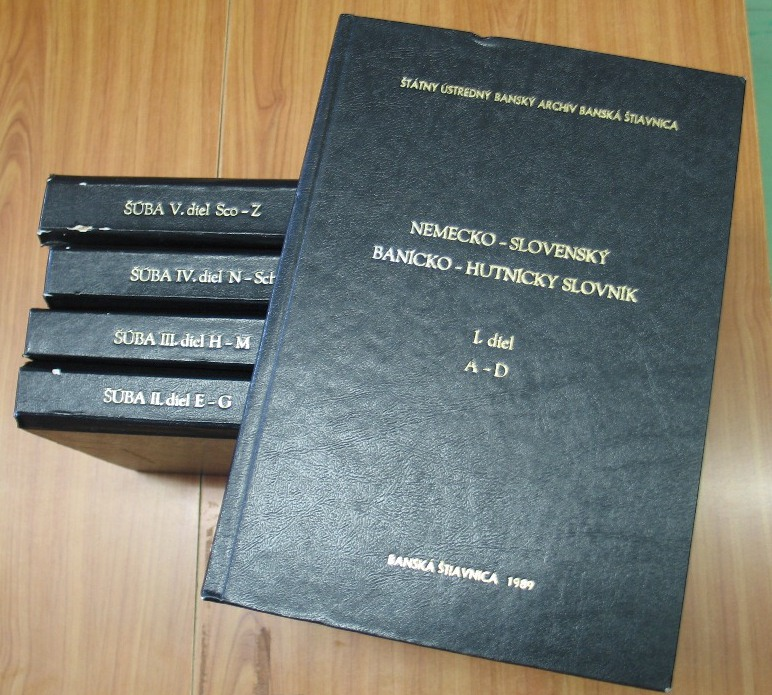 ŠTÁTNY ÚSTREDNÝ BANSKÝ ARCHÍV BANSKÁ ŠTIAVNICA
NEMECKO – SLOVENSKÝ
BANÍCKO – HUTNÍCKY SLOVNÍK
I. diel
A – D
BANSKÁ ŠTIAVNICA 1989
ŠÚBA V. diel Sco – Z
ŠÚBA IV. diel N – Sch
ŠÚBA III. diel H – M
ŠÚBA II. diel E – G